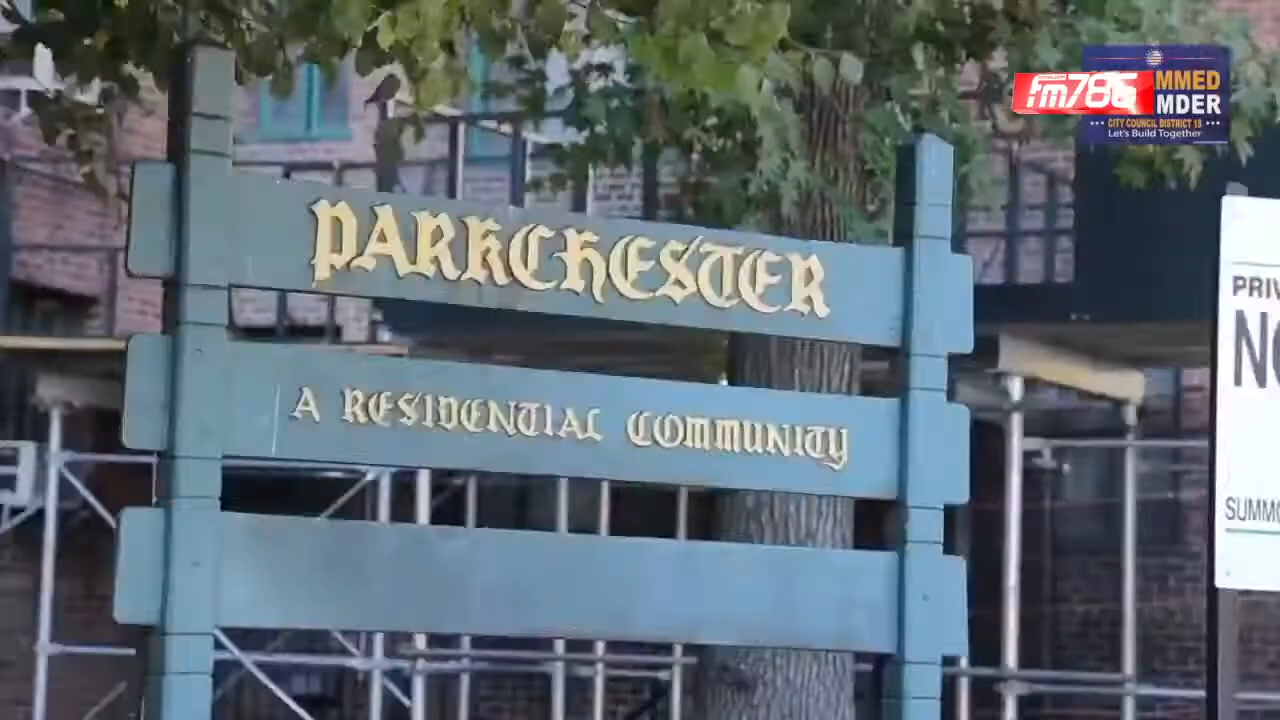 PARKCHESTER
A RESIDENTIAL COMMUNITY
fm786
MMED
MDER
CITY COUNCIL DISTRICT 18
Let's Build Together
PRIV
NO
SUMMO